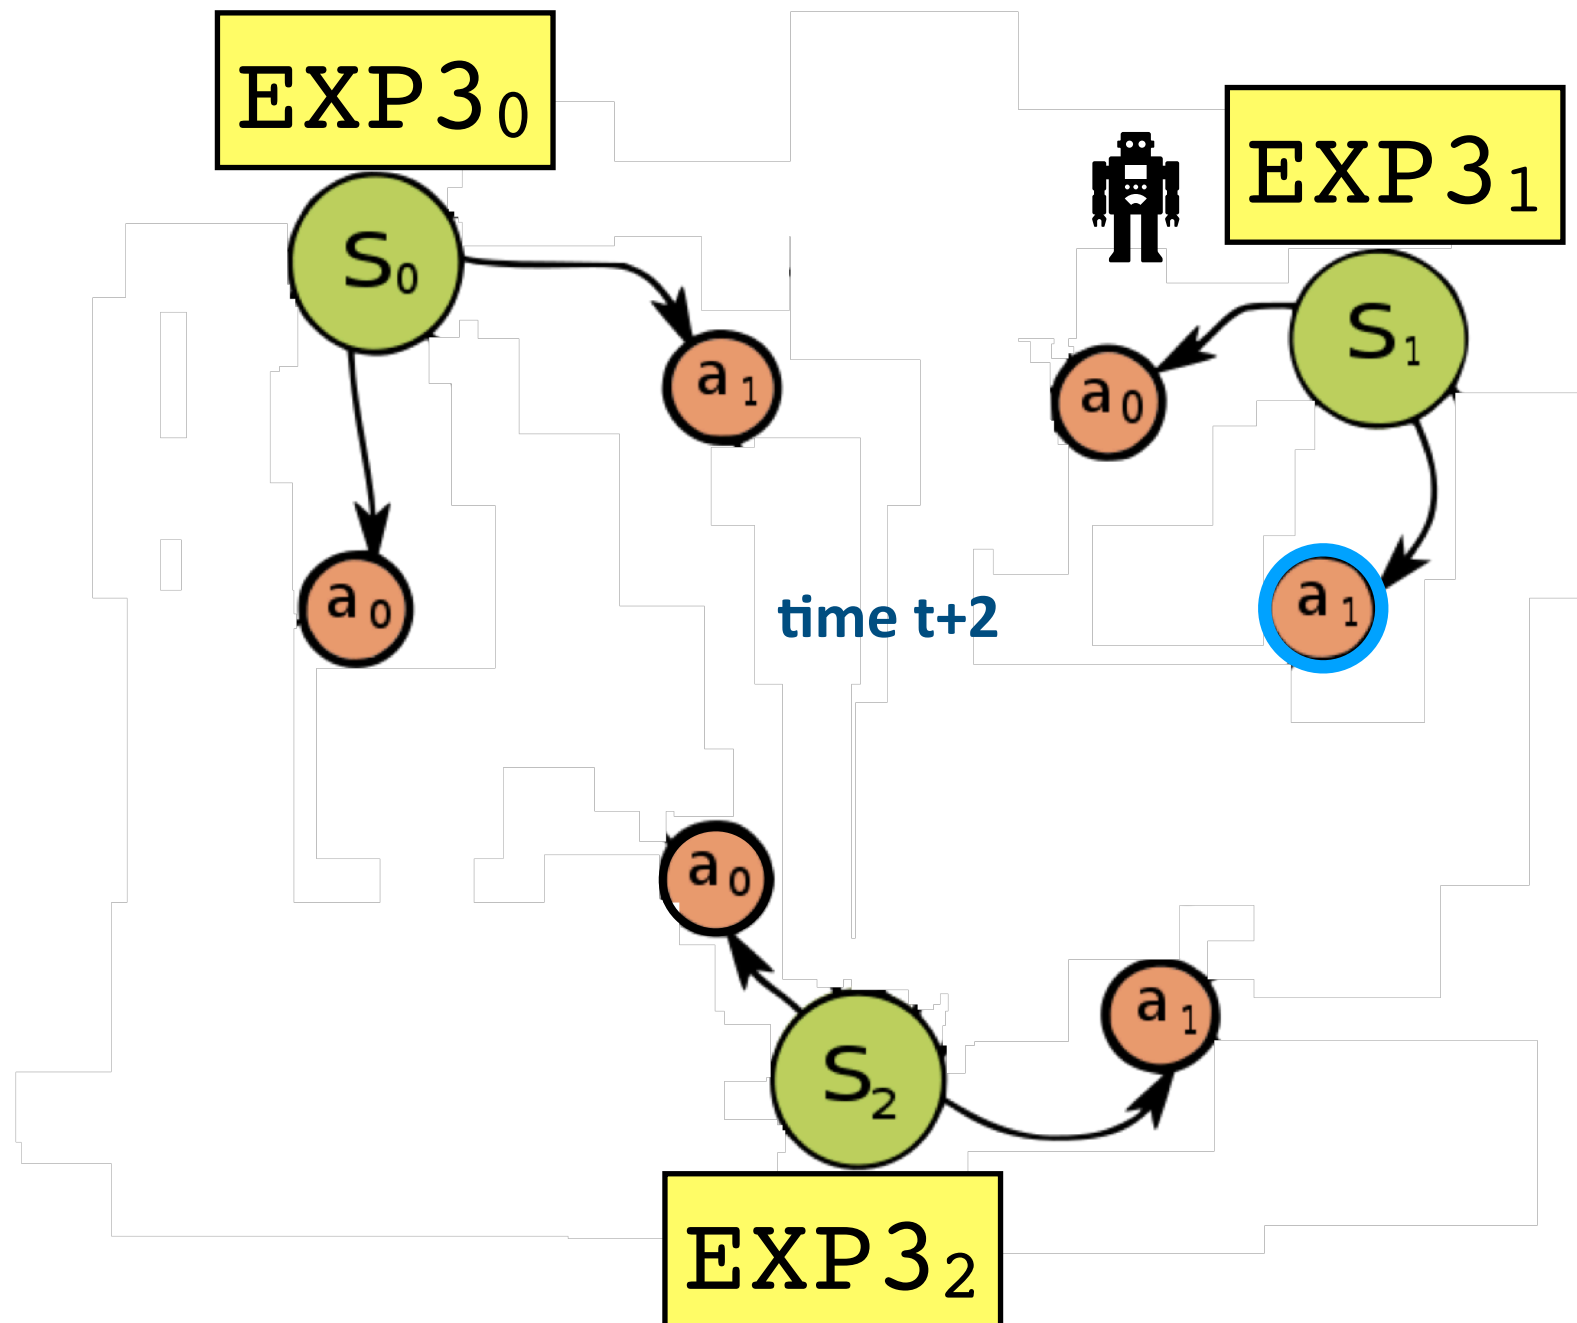 EXP3₀
EXP3₁
S₀
S₁
a₁
a₀
a₀
a₁
time t+2
a₀
a₁
S₂
EXP3₂